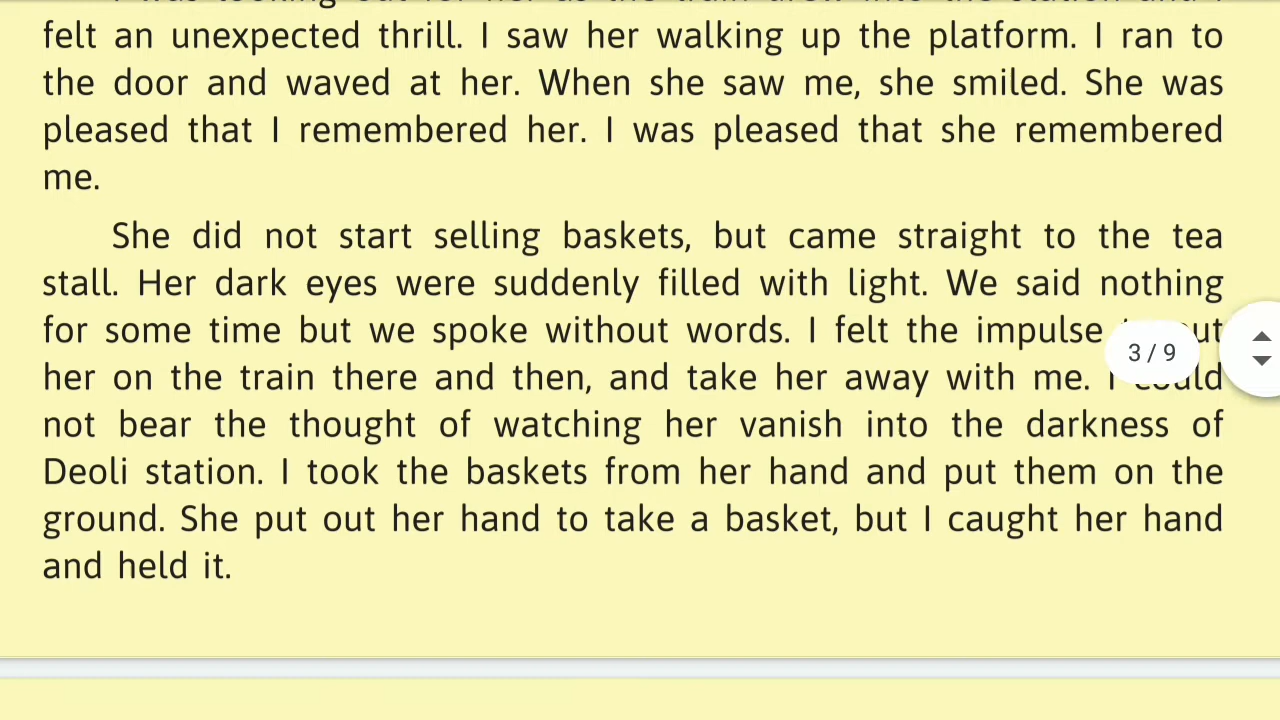 felt an unexpected thrill. I saw her walking up the platform. I ran to
the door and waved at her. When she saw me, she smiled. She was
pleased that I remembered her. I was pleased that she remembered
me.
She did not start selling baskets, but came straight to the tea
stall. Her dark eyes were suddenly filled with light. We said nothing
for some time but we spoke without words. I felt the impulse
3 / 9
her on the train there and then, and take her away with me. I could
not bear the thought of watching her vanish into the darkness of
Deoli station. I took the baskets from her hand and put them on the
ground. She put out her hand to take a basket, but I caught her hand
and held it.